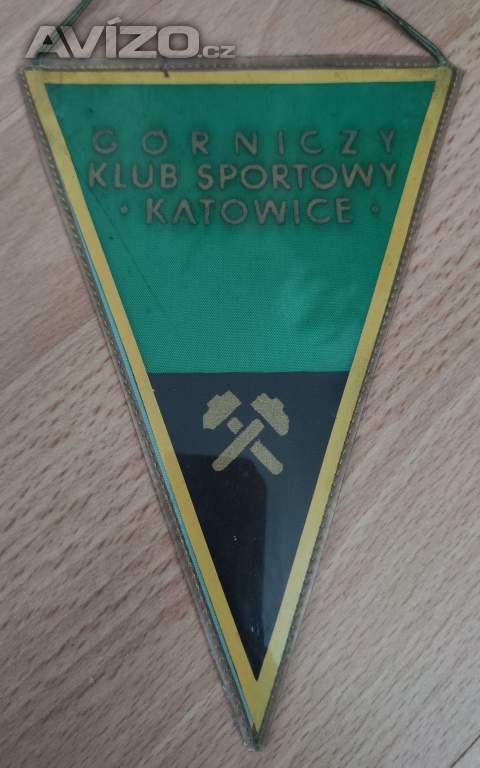 AVÍZO.cz
GÓRNICZY
KLUB SPORTOWY
· KATOWICE ·